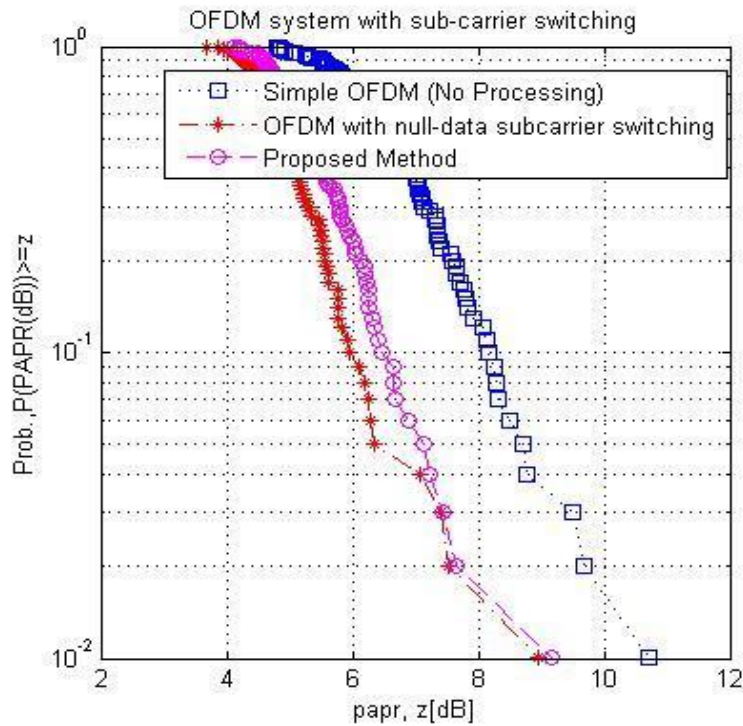 OFDM system with sub-carrier switching
10^0
Simple OFDM (No Processing)
OFDM with null-data subcarrier switching
Proposed Method
Prob. ,P(PAPR(dB))>=z
10^-1
10^-2
2 4 6 8 10 12
papr, z[dB]